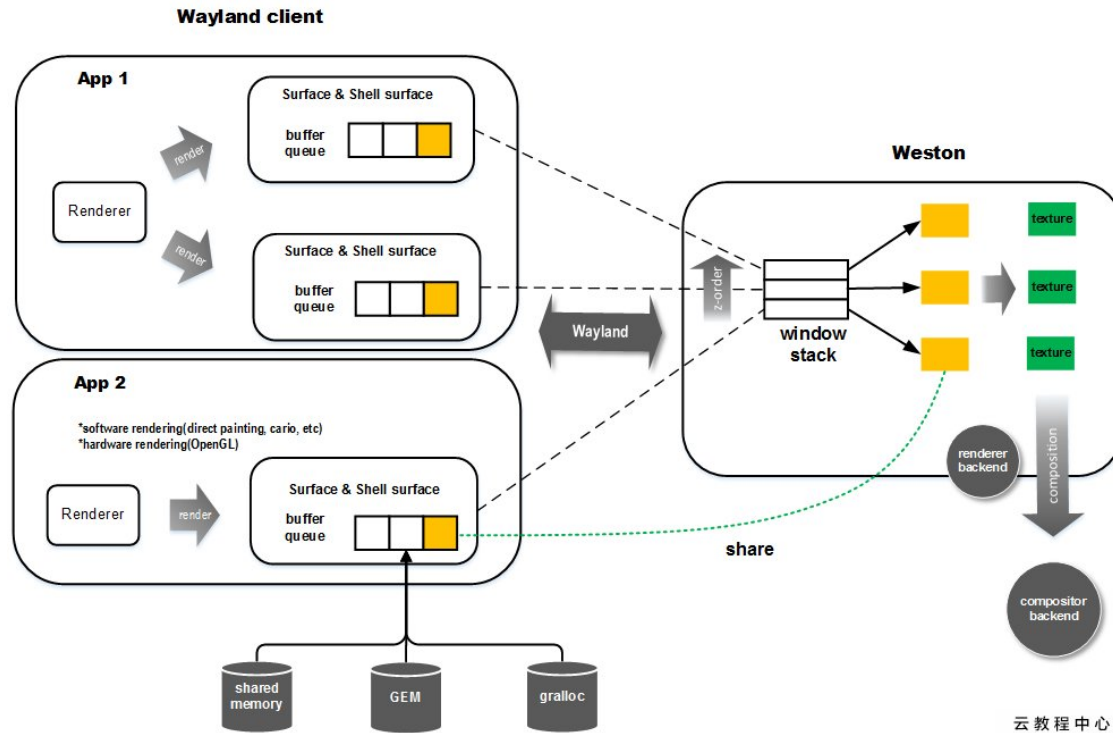 Wayland client
App 1
Surface & Shell surface
buffer
queue
render
Renderer
render
Surface & Shell surface
buffer
queue
App 2
*software rendering(direct painting, cario, etc)
*hardware rendering(OpenGL)
Surface & Shell surface
Renderer
render
buffer
queue
shared
memory
GEM
gralloc
Wayland
share
Weston
z-order
window
stack
texture
texture
texture
renderer
backend
composition
compositor
backend
云教程中心